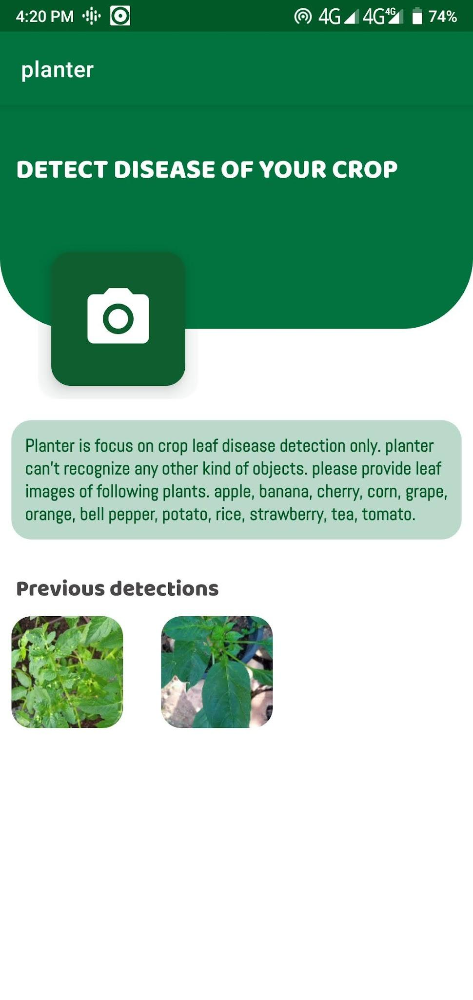 4:20 PM 4G 4G 4G 74%
planter
DETECT DISEASE OF YOUR CROP
Planter is focus on crop leaf disease detection only. planter
can't recognize any other kind of objects. please provide leaf
images of following plants. apple, banana, cherry, corn, grape,
orange, bell pepper, potato, rice, strawberry, tea, tomato.
Previous detections